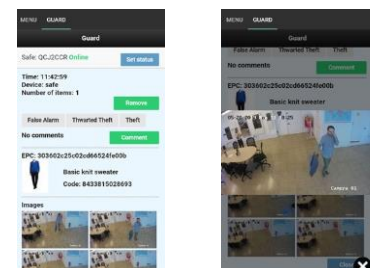 MENU GUARD
Guard
Safe: QCJ2CCR Online
Set status
Time: 11:42:59
Device: safe
Number of items: 1
Remove
False Alarm Thwarted Theft Theft
No comments
Comment
EPC: 303602c25c02cd66524fe00b
Basic knit sweater
Code: 8433815028693
Images
MENU GUARD
Guard
False Alarm Thwarted Theft Theft
No comments
Comment
EPC: 303602c25c02cd66524fe00b
Basic knit sweater
Camera 01